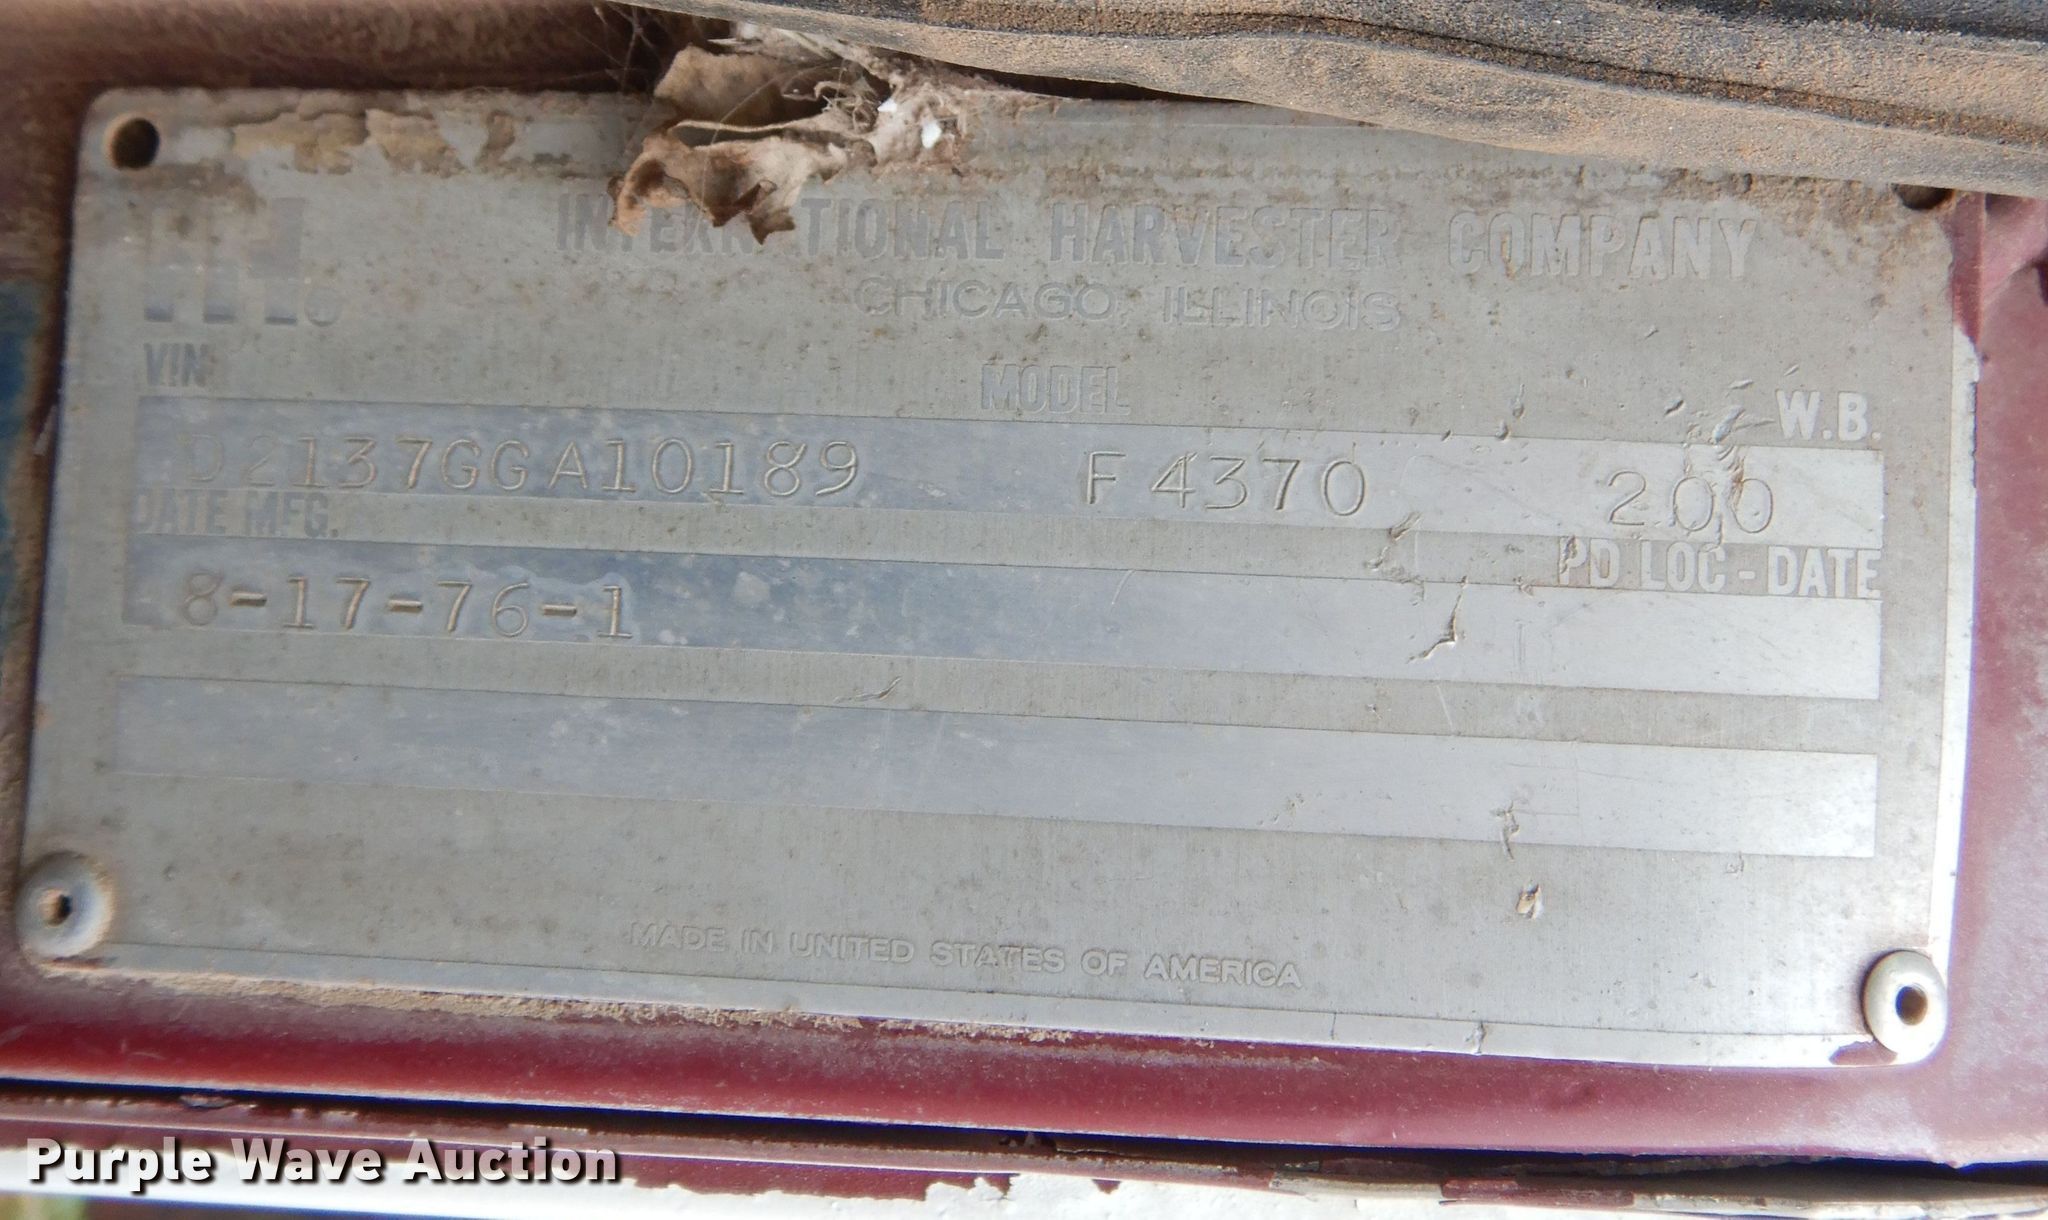 INTERNATIONAL HARVESTER COMPANY
CHICAGO, ILLINOIS
VIN MODEL W.B.
D2137GGA10189 F4370 200
DATE MFG. PD LOC - DATE
8-17-76-1
MADE IN UNITED STATES OF AMERICA
Purple Wave Auction